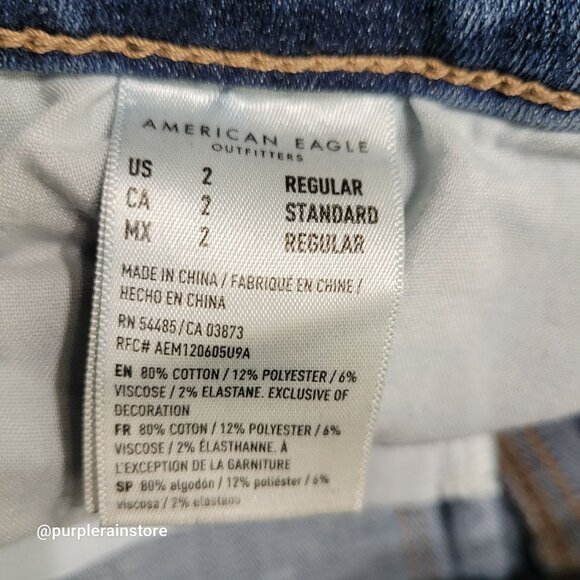 AMERICAN EAGLE
OUTFITTERS
US 2 REGULAR
CA 2 STANDARD
MX 2 REGULAR
MADE IN CHINA / FABRIQUÉ EN CHINE /
HECHO EN CHINA
RN 54485/CA 03873
RFC# AEM120605U9A
EN 80% COTTON / 12% POLYESTER / 6%
VISCOSE / 2% ELASTANE. EXCLUSIVE OF
DECORATION
FR 80% COTON / 12% POLYESTER / 6%
VISCOSE / 2% ÉLASTHANNE. À
L'EXCEPTION DE LA GARNITURE
SP 80% algodón / 12% poliéster / 6%
viscosa / 2% elastano
@purplerainstore